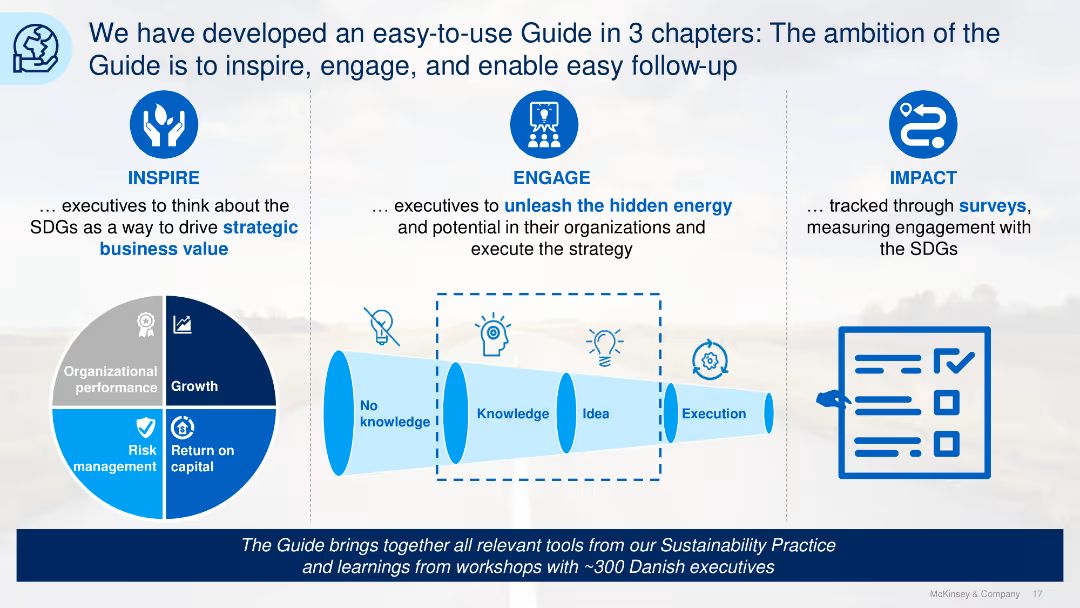 We have developed an easy-to-use Guide in 3 chapters: The ambition of the
Guide is to inspire, engage, and enable easy follow-up
INSPIRE
… executives to think about the
SDGs as a way to drive strategic
business value
Organizational
performance
Growth
Risk
management
Return on
capital
ENGAGE
… executives to unleash the hidden energy
and potential in their organizations and
execute the strategy
No
knowledge
Knowledge
Idea
Execution
IMPACT
… tracked through surveys,
measuring engagement with
the SDGs
The Guide brings together all relevant tools from our Sustainability Practice
and learnings from workshops with ~300 Danish executives
McKinsey & Company 17